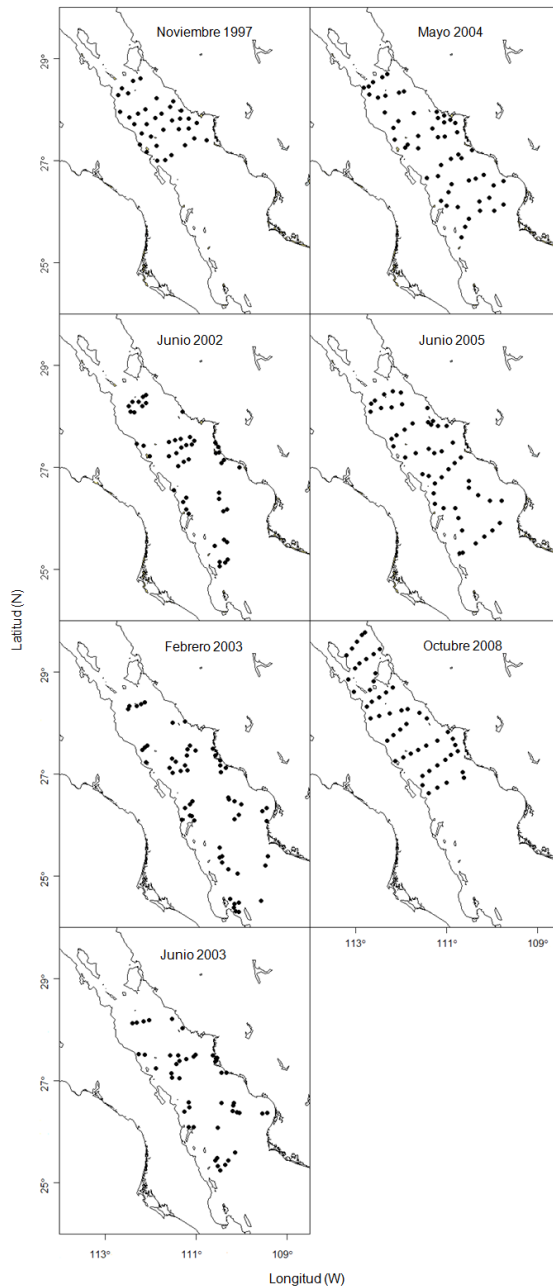 Noviembre 1997
Mayo 2004
29°
27°
25°
Junio 2002
Junio 2005
29°
27°
25°
Latitud (N)
Febrero 2003
Octubre 2008
29°
27°
25°
113°
111°
109°
Junio 2003
29°
27°
25°
113°
111°
109°
Longitud (W)